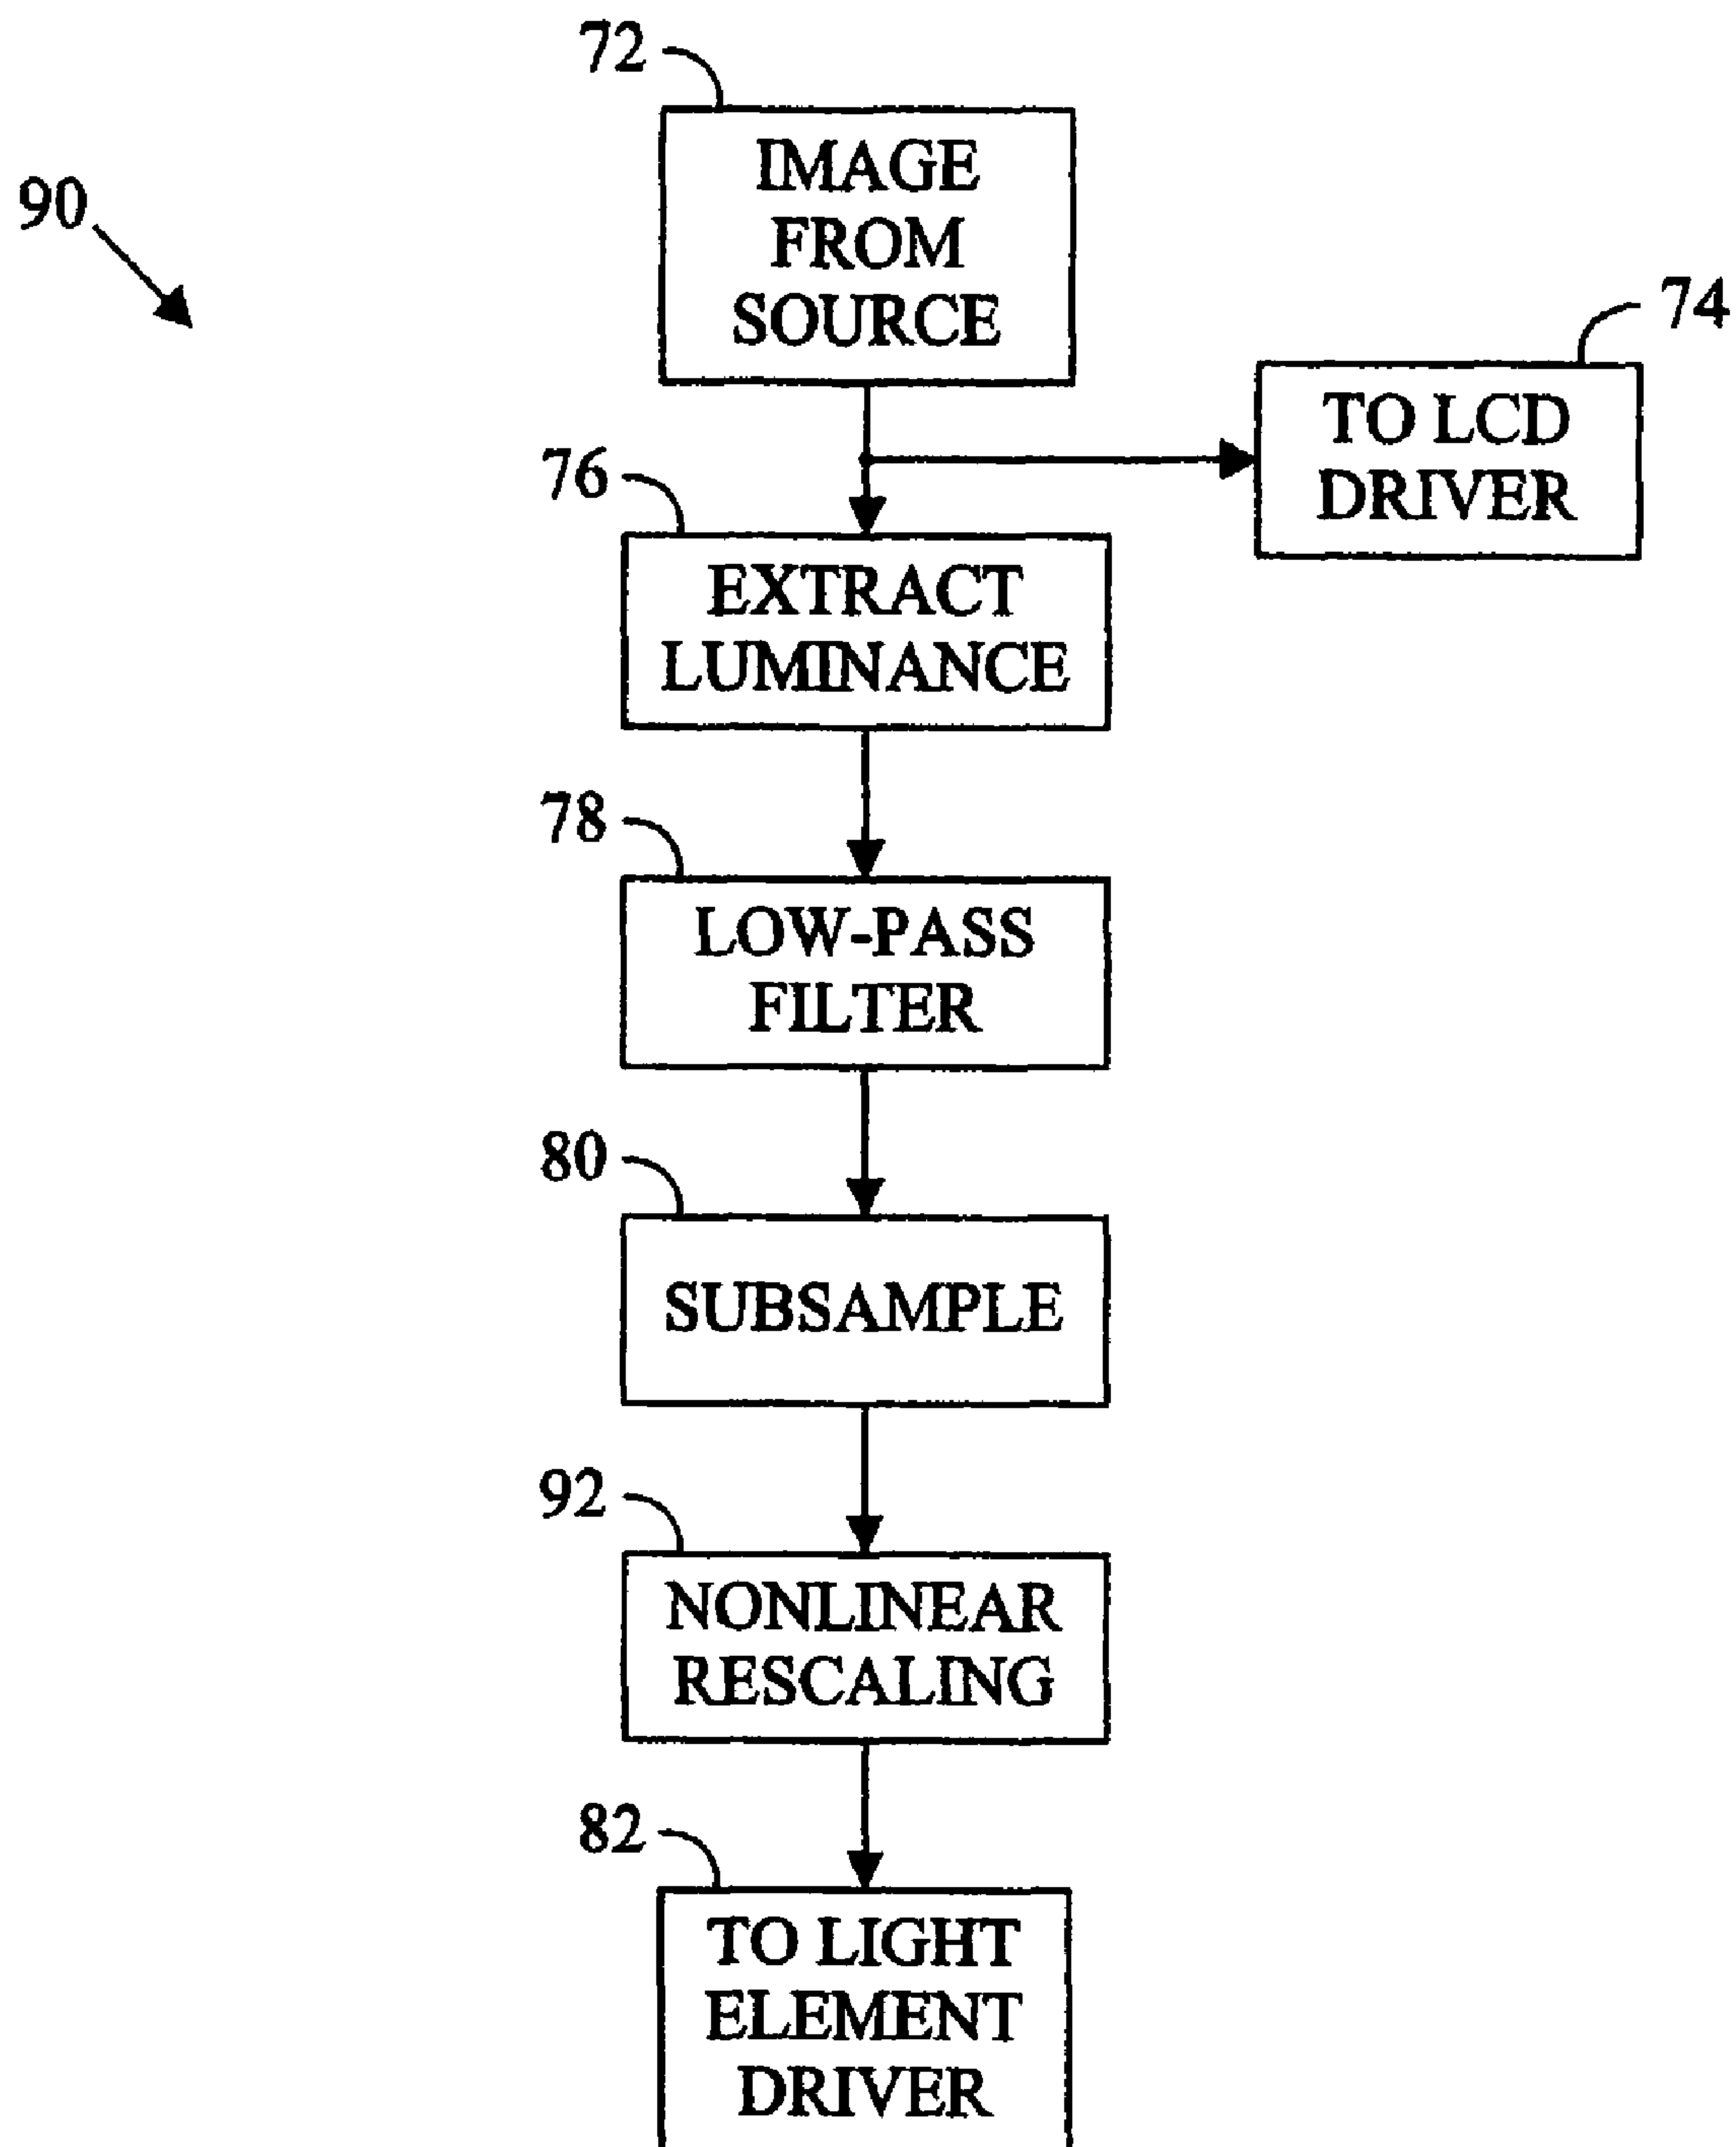 72
IMAGE
FROM
SOURCE
90
74
TO LCD
DRIVER
76
EXTRACT
LUMINANCE
78
LOW-PASS
FILTER
80
SUBSAMPLE
92
NONLINEAR
RESCALING
82
TO LIGHT
ELEMENT
DRIVER